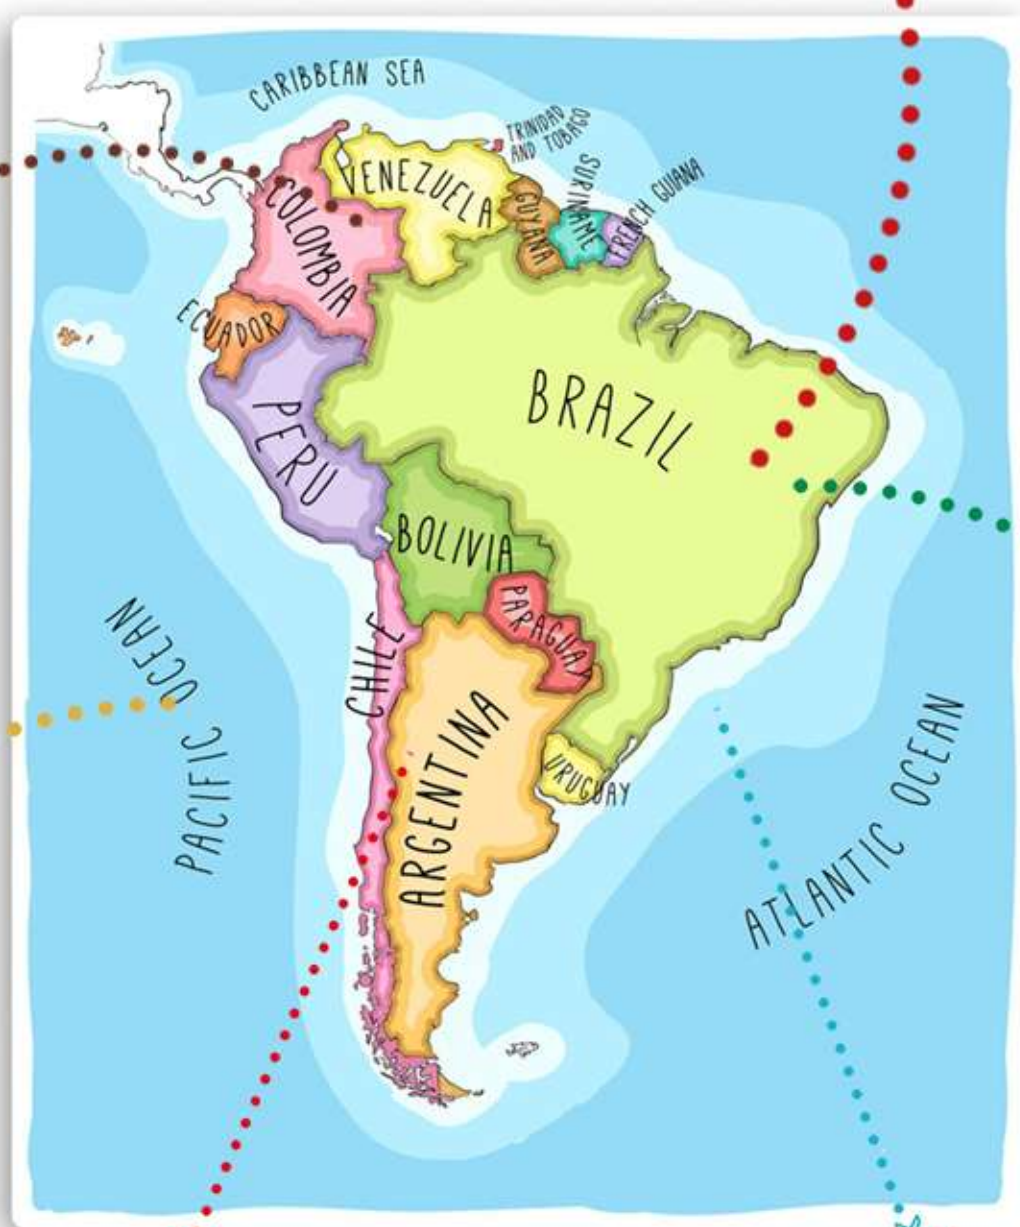 CARIBBEAN SEA
TRINIDAD
AND TOBAGO
VENEZUELA
GUYANA
SURINAME
FRENCH GUIANA
COLOMBIA
ECUADOR
BRAZIL
PERU
BOLIVIA
PARAGUAY
CHILE
ARGENTINA
URUGUAY
PACIFIC OCEAN
ATLANTIC OCEAN